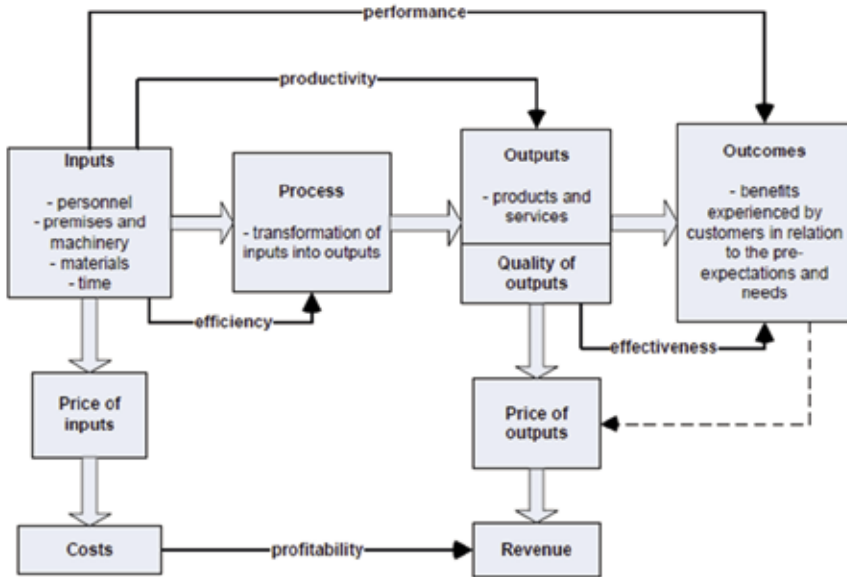 performance
productivity
Inputs
- personnel
- premises and
machinery
- materials
- time
Process
- transformation of
inputs into outputs
Outputs
- products and
services
Quality of
outputs
Outcomes
- benefits
experienced by
customers in relation
to the pre-
expectations and
needs
efficiency
effectiveness
Price of
inputs
Price of
outputs
Costs
profitability
Revenue